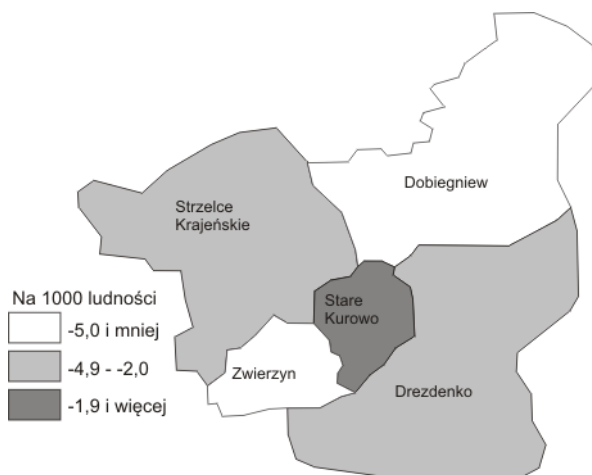 Dobiegniew
Strzelce
Krajeńskie
Na 1000 ludności
-5,0 i mniej
-4,9 - -2,0
-1,9 i więcej
Stare
Kurowo
Zwierzyn
Drezdenko